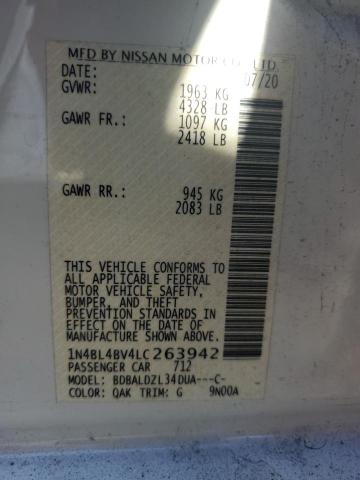 MFD BY NISSAN MOTOR CO., LTD.
DATE: 07/20
GVWR: 1963 KG
4328 LB
GAWR FR.: 1097 KG
2418 LB
GAWR RR.: 945 KG
2083 LB
THIS VEHICLE CONFORMS TO
ALL APPLICABLE FEDERAL
MOTOR VEHICLE SAFETY,
BUMPER, AND THEFT
PREVENTION STANDARDS
IN EFFECT ON THE DATE OF
MANUFACTURE SHOWN ABOVE.
1N4BL4BV4LC263942
PASSENGER CAR 712
MODEL: BDBALDZL34DUA---C-
COLOR: QAK TRIM: G 9N00A